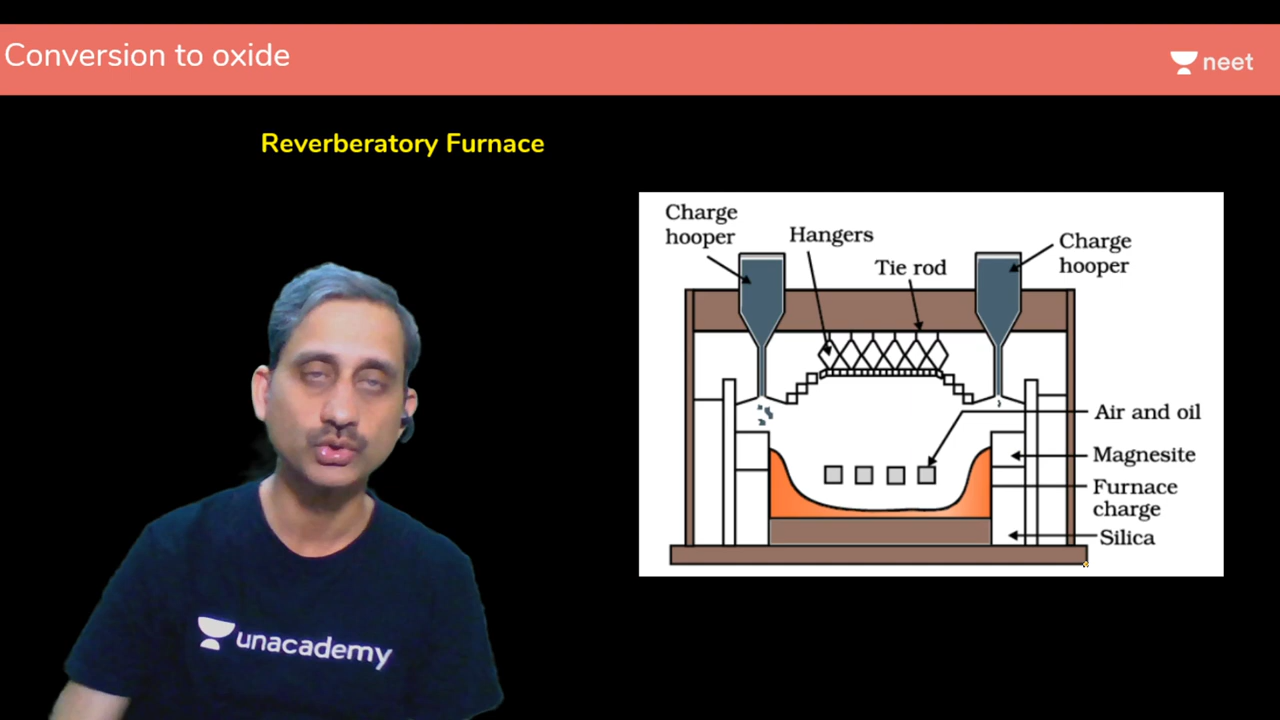 Conversion to oxide
neet
Reverberatory Furnace
Charge
hooper
Hangers
Tie rod
Charge
hooper
Air and oil
Magnesite
Furnace
charge
Silica
unacademy